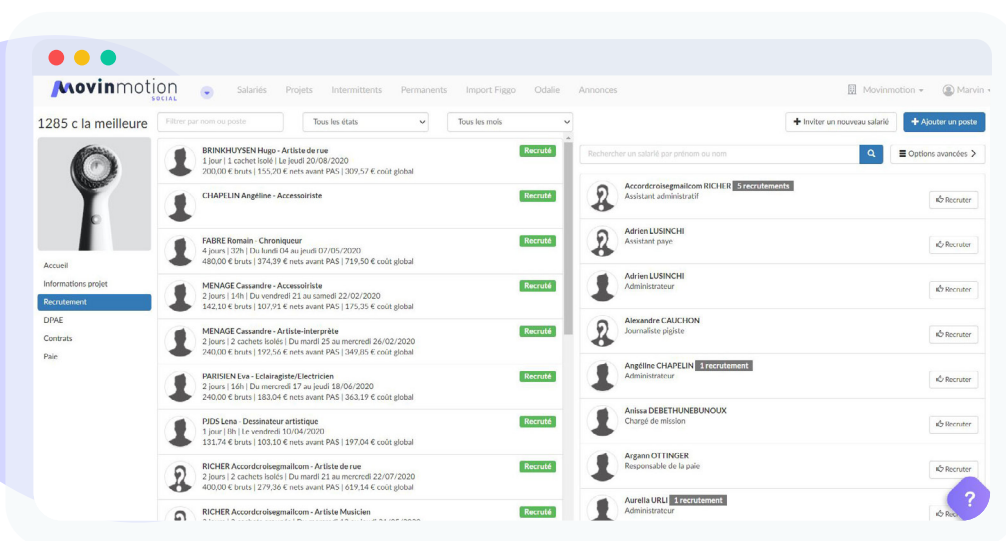 Movinmotion
SOCIAL
Salariés Projets Intermittents Permanents Import Figgo Odalie Annonces
Movinmotion
Marvin
1285 c la meilleure
Filtrer par nom ou poste
Tous les états
Tous les mois
Inviter un nouveau salarié
Ajouter un poste
Accueil
Informations projet
Recrutement
DPAE
Contrats
Paie
BRINKHUYSEN Hugo - Artiste de rue
Recruté
1 jour | 1 cachet isolé | Le jeudi 20/08/2020
200,00 € bruts | 155,20 € nets avant PAS | 309,57 € coût global
CHAPELIN Angéline - Accessoiriste
Recruté
FABRE Romain - Chroniqueur
Recruté
4 jours | 32h | Du lundi 04 au jeudi 07/05/2020
480,00 € bruts | 374,39 € nets avant PAS | 719,50 € coût global
MENAGE Cassandre - Accessoiriste
Recruté
2 jours | 14h | Du vendredi 21 au samedi 22/02/2020
142,10 € bruts | 107,91 € nets avant PAS | 175,35 € coût global
MENAGE Cassandre - Artiste-interprète
Recruté
2 jours | 2 cachets isolés | Du mardi 25 au mercredi 26/02/2020
240,00 € bruts | 192,56 € nets avant PAS | 349,85 € coût global
PARISIEN Eva - Eclairagiste/Electricien
Recruté
2 jours | 16h | Du mercredi 17 au jeudi 18/06/2020
240,00 € bruts | 183,04 € nets avant PAS | 363,19 € coût global
PJDS Lena - Dessinateur artistique
Recruté
1 jour | 8h | Le vendredi 10/04/2020
131,74 € bruts | 103,10 € nets avant PAS | 197,04 € coût global
RICHER Accordcroisegmailcom - Artiste de rue
Recruté
2 jours | 2 cachets isolés | Du mardi 21 au mercredi 22/07/2020
400,00 € bruts | 279,36 € nets avant PAS | 619,14 € coût global
RICHER Accordcroisegmailcom - Artiste Musicien
Recruté
Rechercher un salarié par prénom ou nom
Options avancées
Accordcroisegmailcom RICHER 5 recrutements
Assistant administratif
Recruter
Adrien LUSINCHI
Assistant paye
Recruter
Adrien LUSINCHI
Administrateur
Recruter
Alexandre CAUCHON
Journaliste pigiste
Recruter
Angéline CHAPELIN 1 recrutement
Administrateur
Recruter
Anissa DEBETHUNEBUNOUX
Chargé de mission
Recruter
Argann OTTINGER
Responsable de la paie
Recruter
Aurelia URLI 1 recrutement
Administrateur
?